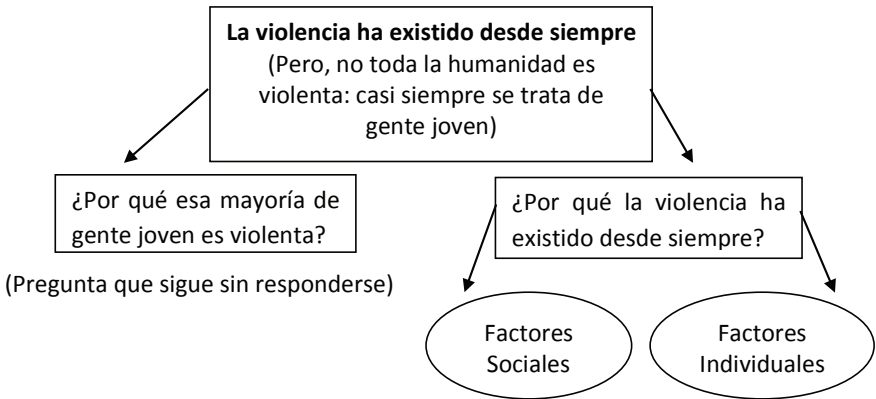 La violencia ha existido desde siempre
(Pero, no toda la humanidad es
violenta: casi siempre se trata de
gente joven)
¿Por qué esa mayoría de
gente joven es violenta?
(Pregunta que sigue sin responderse)
¿Por qué la violencia ha
existido desde siempre?
Factores
Sociales
Factores
Individuales